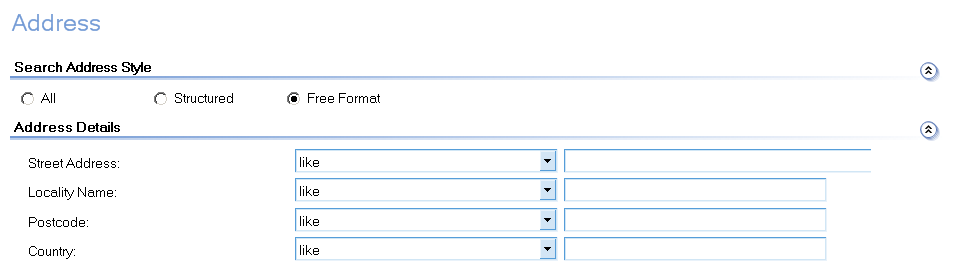 Address
Search Address Style
All Structured Free Format
Address Details
Street Address: like
Locality Name: like
Postcode: like
Country: like